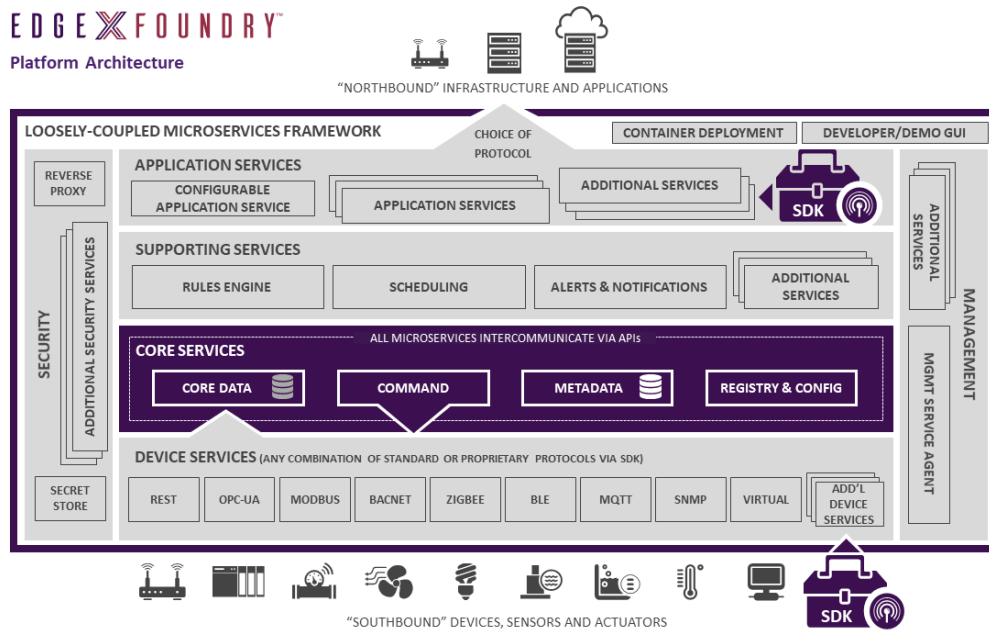 EDGE X FOUNDRY™
Platform Architecture
“NORTHBOUND” INFRASTRUCTURE AND APPLICATIONS
LOOSELY-COUPLED MICROSERVICES FRAMEWORK
CHOICE OF
PROTOCOL
CONTAINER DEPLOYMENT
DEVELOPER/DEMO GUI
SECURITY
REVERSE
PROXY
ADDITIONAL SECURITY SERVICES
SECRET
STORE
APPLICATION SERVICES
CONFIGURABLE
APPLICATION SERVICE
APPLICATION SERVICES
ADDITIONAL SERVICES
SDK
SUPPORTING SERVICES
RULES ENGINE
SCHEDULING
ALERTS & NOTIFICATIONS
ADDITIONAL
SERVICES
ALL MICROSERVICES INTERCOMMUNICATE VIA APIs
CORE SERVICES
CORE DATA
COMMAND
METADATA
REGISTRY & CONFIG
DEVICE SERVICES (ANY COMBINATION OF STANDARD OR PROPRIETARY PROTOCOLS VIA SDK)
REST
OPC-UA
MODBUS
BACNET
ZIGBEE
BLE
MQTT
SNMP
VIRTUAL
ADD’L
DEVICE
SERVICES
ADDITIONAL
SERVICES
MANAGEMENT
MGMT SERVICE AGENT
“SOUTHBOUND” DEVICES, SENSORS AND ACTUATORS
SDK